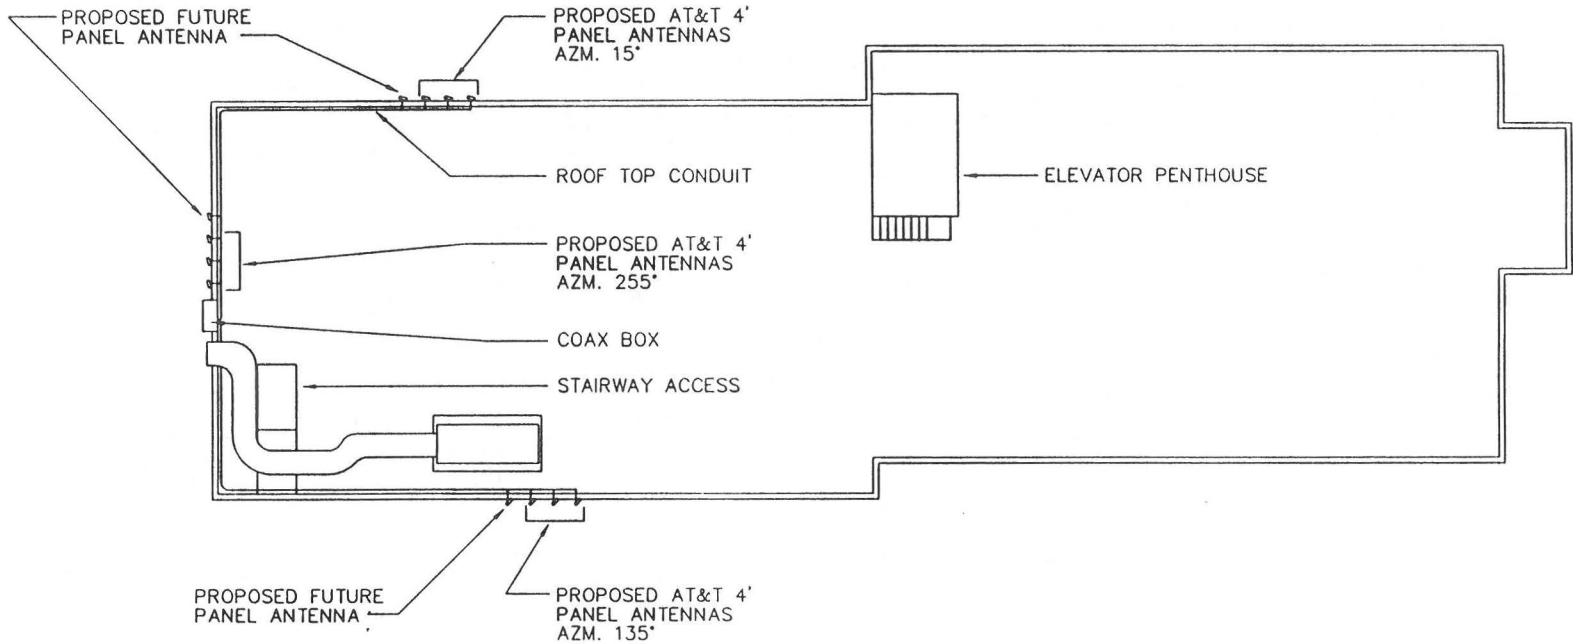 PROPOSED FUTURE
PANEL ANTENNA
PROPOSED AT&T 4'
PANEL ANTENNAS
AZM. 15°
ROOF TOP CONDUIT
ELEVATOR PENTHOUSE
PROPOSED AT&T 4'
PANEL ANTENNAS
AZM. 255°
COAX BOX
STAIRWAY ACCESS
PROPOSED FUTURE
PANEL ANTENNA
PROPOSED AT&T 4'
PANEL ANTENNAS
AZM. 135°